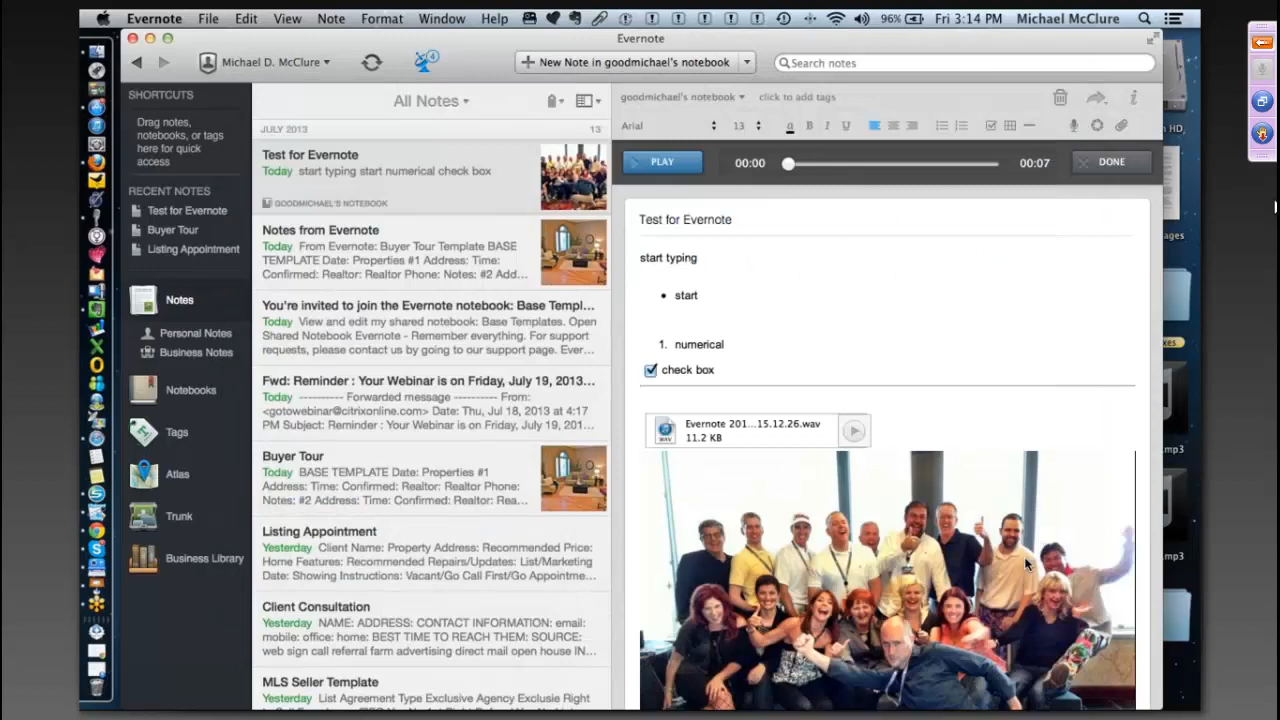 Evernote File Edit View Note Format Window Help 96% Fri 3:14 PM Michael McClure
Evernote
Michael D. McClure
4
New Note in goodmichael's notebook
Search notes
SHORTCUTS
Drag notes,
notebooks, or tags
here for quick
access
RECENT NOTES
Test for Evernote
Buyer Tour
Listing Appointment
Notes
Personal Notes
Business Notes
Notebooks
Tags
Atlas
Trunk
Business Library
All Notes
JULY 2013 13
Test for Evernote
Today start typing start numerical check box
GOODMICHAEL'S NOTEBOOK
Notes from Evernote
Today From Evernote: Buyer Tour Template BASE
TEMPLATE Date: Properties #1 Address: Time:
Confirmed: Realtor: Realtor Phone: Notes: #2 Add...
You're invited to join the Evernote notebook: Base Templ...
Today View and edit my shared notebook: Base Templates. Open
Shared Notebook Evernote - Remember everything. For support
requests, please contact us by going to our support page. Ever...
Fwd: Reminder : Your Webinar is on Friday, July 19, 2013...
Today ---------- Forwarded message ---------- From:
<gotowebinar@citrixonline.com> Date: Thu, Jul 18, 2013 at 4:17
PM Subject: Reminder : Your Webinar is on Friday, July 19, 201...
Buyer Tour
Today BASE TEMPLATE Date: Properties #1
Address: Time: Confirmed: Realtor: Realtor Phone:
Notes: #2 Address: Time: Confirmed: Realtor: Rea...
Listing Appointment
Yesterday Client Name: Property Address: Recommended Price:
Home Features: Recommended Repairs/Updates: List/Marketing
Date: Showing Instructions: Vacant/Go Call First/Go Appointme...
Client Consultation
Yesterday NAME: ADDRESS: CONTACT INFORMATION: email:
mobile: office: home: BEST TIME TO REACH THEM: SOURCE:
web sign call referral farm advertising direct mail open house IN...
MLS Seller Template
Yesterday List Agreement Type Exclusive Agency Exclusie Right
goodmichael's notebook click to add tags
Arial 13 a B I U
PLAY 00:00 00:07 DONE
Test for Evernote
start typing
• start
1. numerical
check box
WAV
Evernote 201...15.12.26.wav
11.2 KB
HD,
ages
xes
.mp3
.mp3